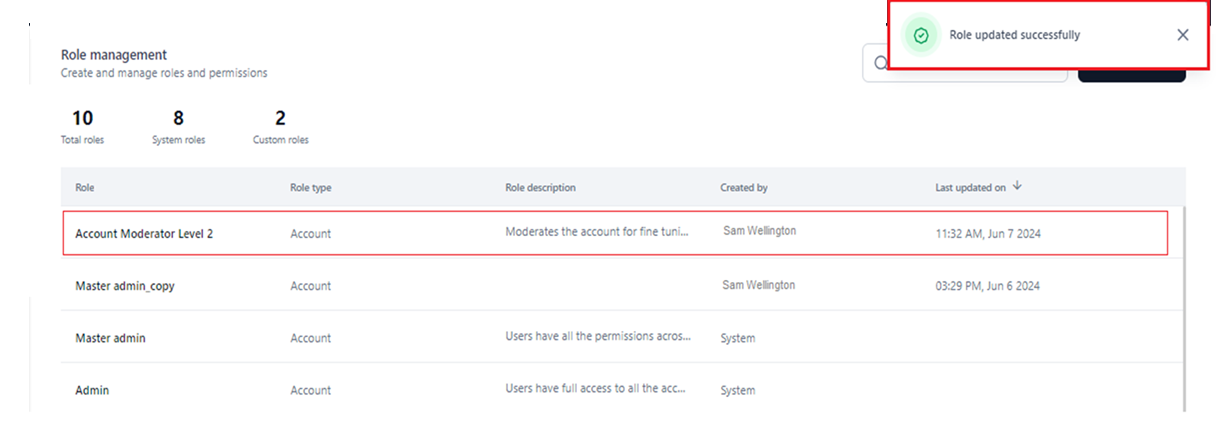 Role updated successfully
Role management
Create and manage roles and permissions
10 8 2
Total roles System roles Custom roles
Role Role type Role description Created by Last updated on
Account Moderator Level 2 Account Moderates the account for fine tuni... Sam Wellington 11:32 AM, Jun 7 2024
Master admin_copy Account Sam Wellington 03:29 PM, Jun 6 2024
Master admin Account Users have all the permissions acros... System
Admin Account Users have full access to all the acc... System